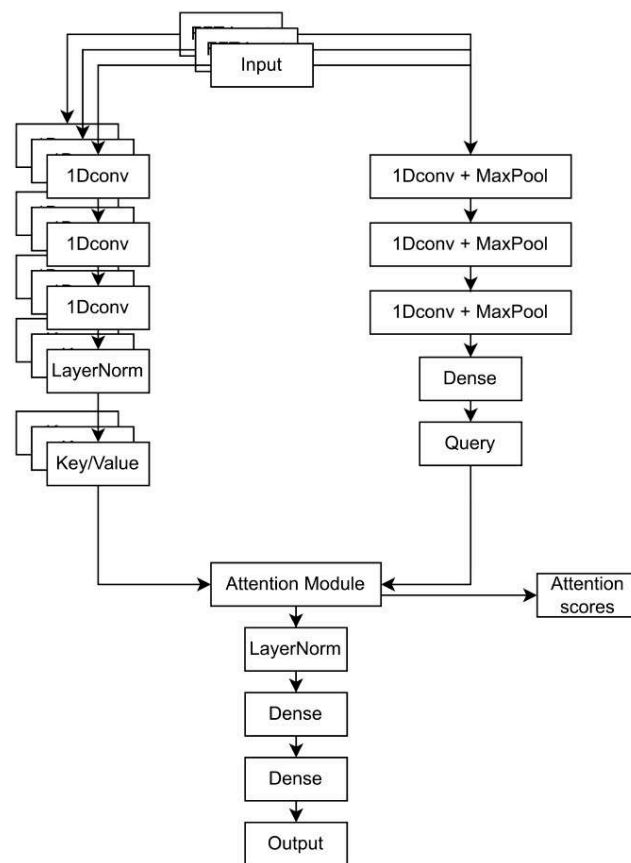 Input
1Dconv
1Dconv
1Dconv
LayerNorm
Key/Value
1Dconv + MaxPool
1Dconv + MaxPool
1Dconv + MaxPool
Dense
Query
Attention Module
Attention
scores
LayerNorm
Dense
Dense
Output